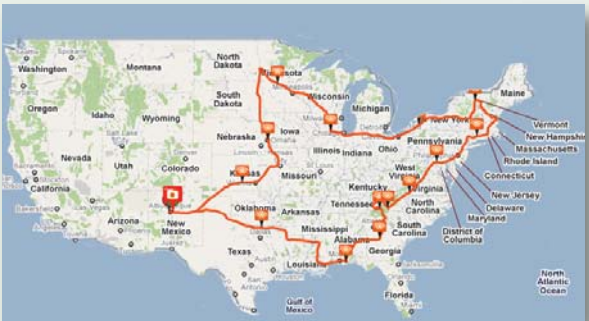 Washington
Montana
North
Dakota
Minnesota
Maine
Oregon
Idaho
Wyoming
South
Dakota
Wisconsin
Michigan
New York
Vermont
New Hampshire
Massachusetts
Rhode Island
Connecticut
New Jersey
Delaware
Maryland
District of
Columbia
Nebraska
Iowa
Omaha
Illinois
Indiana
Ohio
Pennsylvania
Nevada
Utah
Colorado
Kansas
Missouri
West
Virginia
Virginia
Kentucky
California
Arizona
New
Mexico
Oklahoma
Arkansas
Tennessee
North
Carolina
South
Carolina
Mississippi
Alabama
Georgia
Texas
Dallas
Austin
Louisiana
Florida
Gulf of
Mexico
North
Atlantic
Ocean